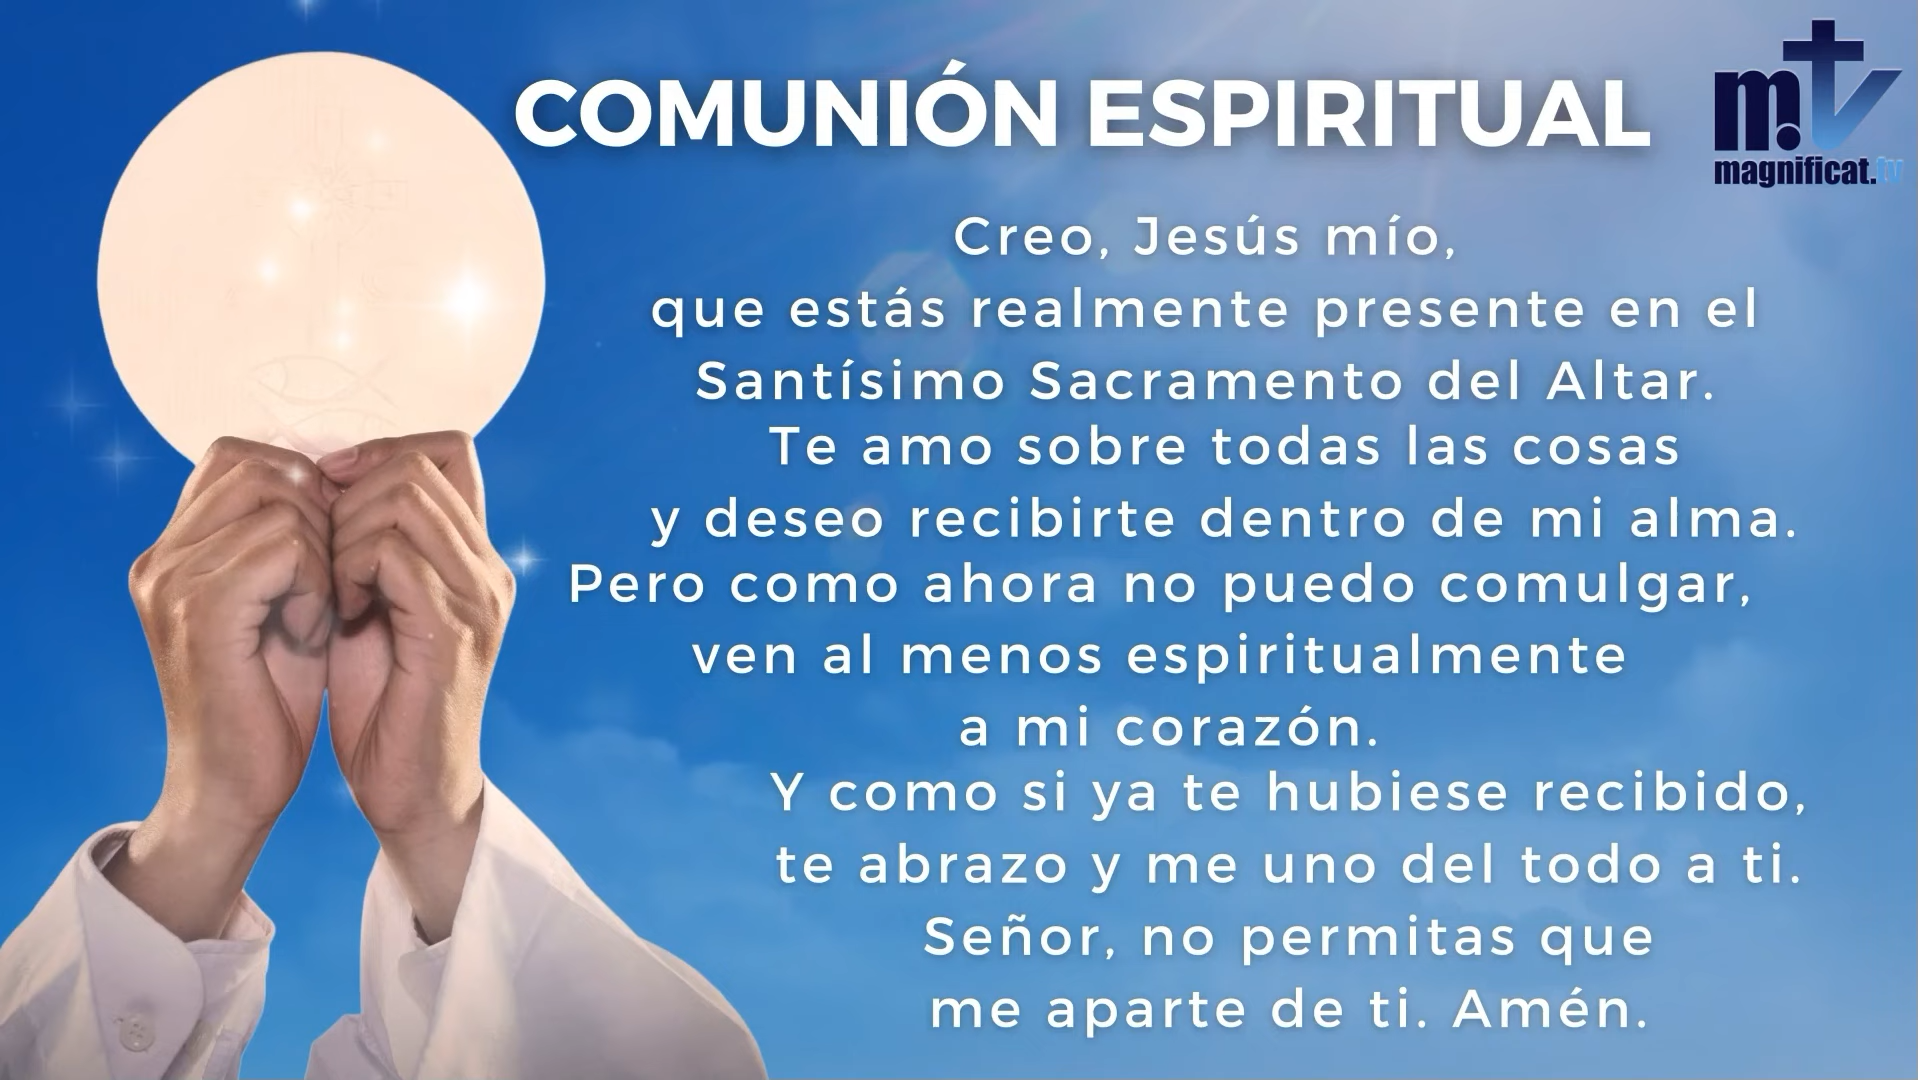 COMUNIÓN ESPIRITUAL
m.tv
magnificat.tv
Creo, Jesús mío,
que estás realmente presente en el
Santísimo Sacramento del Altar.
Te amo sobre todas las cosas
y deseo recibirte dentro de mi alma.
Pero como ahora no puedo comulgar,
ven al menos espiritualmente
a mi corazón.
Y como si ya te hubiese recibido,
te abrazo y me uno del todo a ti.
Señor, no permitas que
me aparte de ti. Amén.